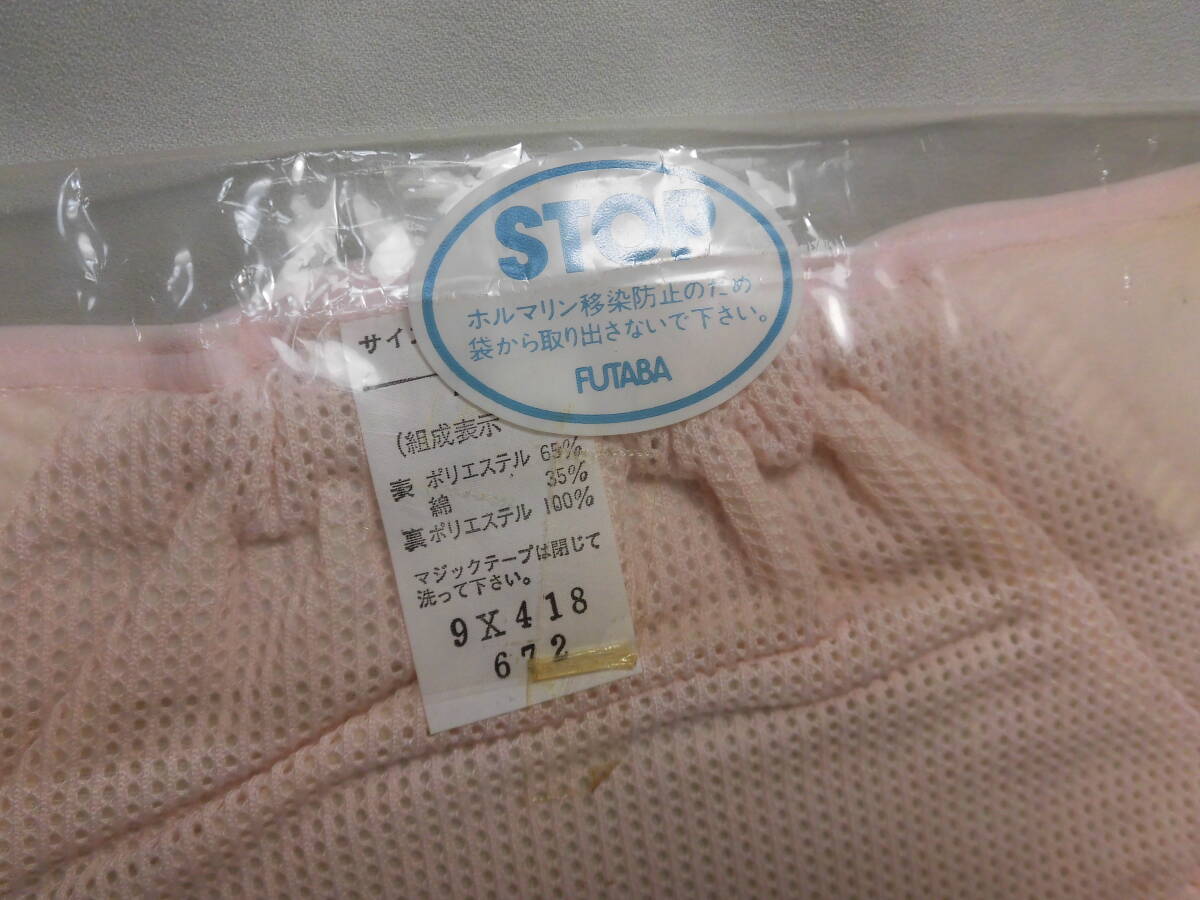 STOP
ホルマリン移染防止のため
袋から取り出さないで下さい。
FUTABA
サイズ
(組成表示
表 ポリエステル 65%
綿 35%
裏 ポリエステル 100%
マジックテープは閉じて
洗って下さい。
9X418
672